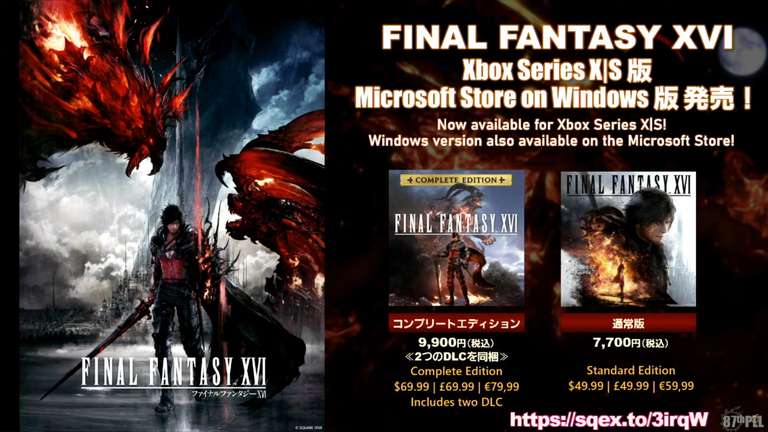 FINAL FANTASY XVI
Xbox Series X|S 版
Microsoft Store on Windows 版 発売！
Now available for Xbox Series X|S!
Windows version also available on the Microsoft Store!
FINAL FANTASY XVI
ファイナルファンタジーXVI
COMPLETE EDITION
FINAL FANTASY XVI
コンプリートエディション
9,900円(税込)
≪2つのDLCを同梱≫
Complete Edition
$69.99 | £69.99 | €79,99
Includes two DLC
FINAL FANTASY XVI
通常版
7,700円(税込)
Standard Edition
$49.99 | £49.99 | €59,99
https://sqex.to/3irqW
© SQUARE ENIX